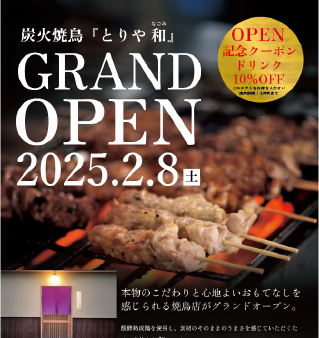 炭火焼鳥『とりや 和』
なごみ
GRAND
OPEN
2025.2.8 土
OPEN
記念クーポン
ドリンク
10%OFF
本物のこだわりと心地よいおもてなしを
感じられる焼鳥店がグランドオープン。